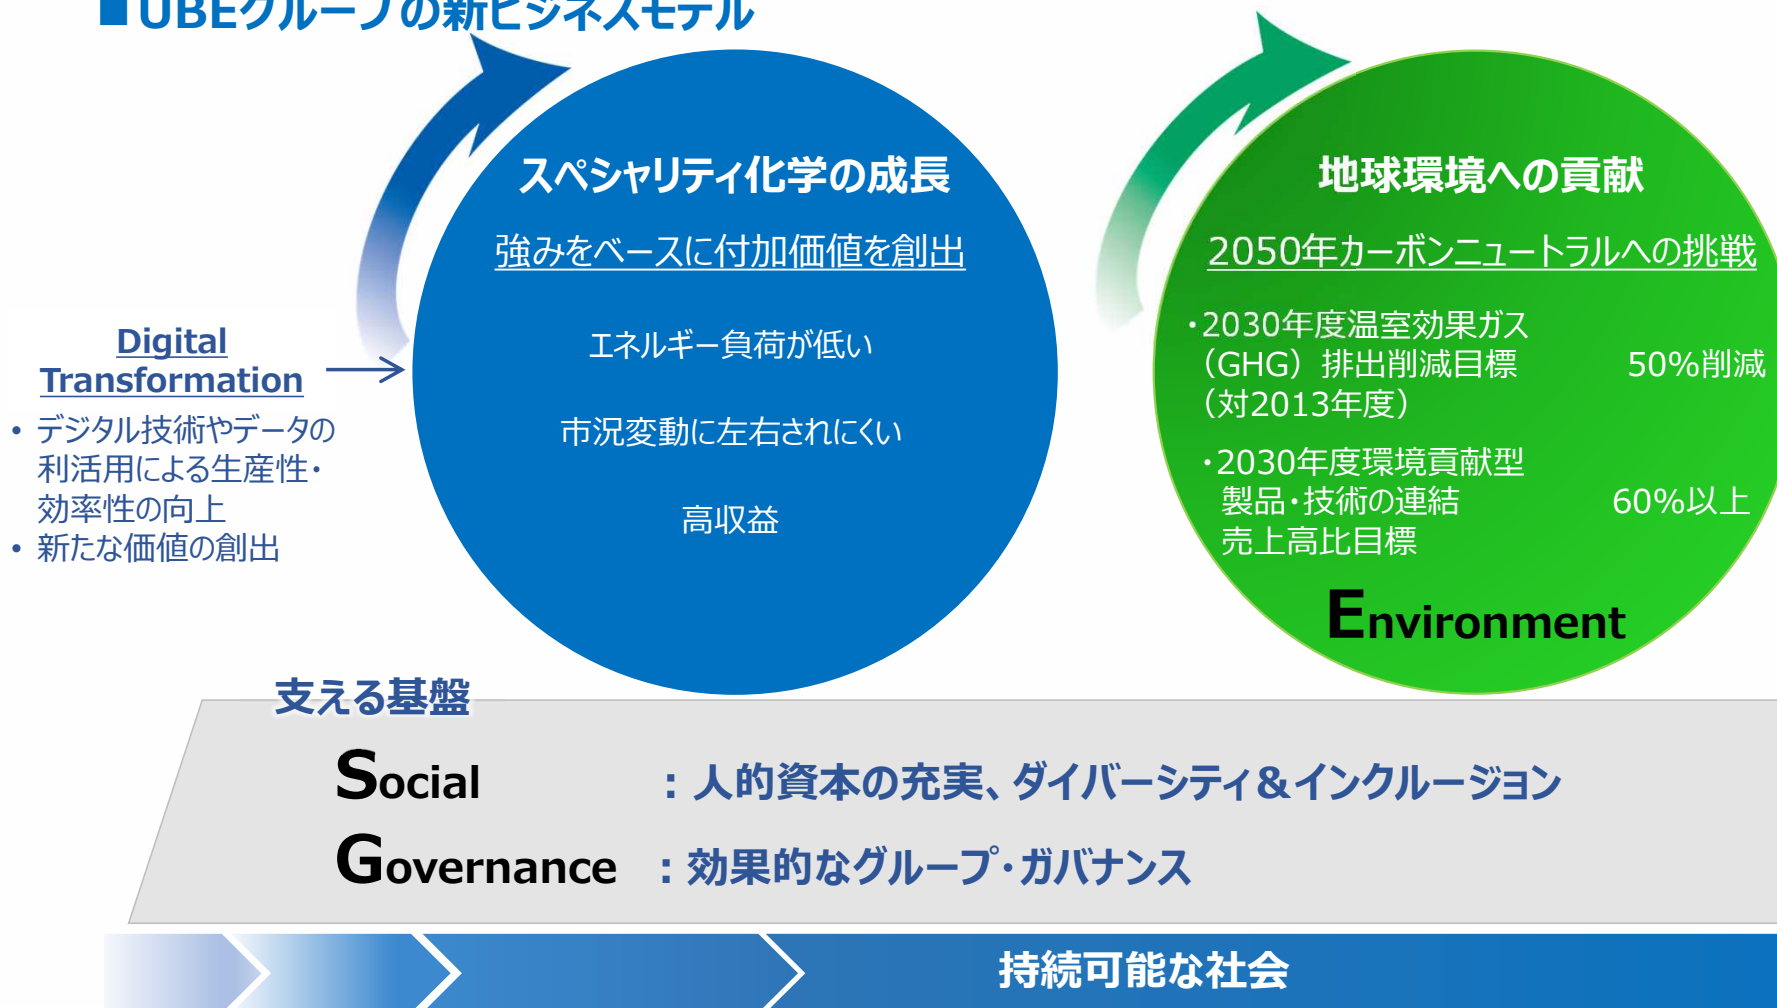 ■UBEグループの新ビジネスモデル
スペシャリティ化学の成長
強みをベースに付加価値を創出
エネルギー負荷が低い
市況変動に左右されにくい
高収益
Digital
Transformation
• デジタル技術やデータの
利活用による生産性・
効率性の向上
• 新たな価値の創出
地球環境への貢献
2050年カーボンニュートラルへの挑戦
・2030年度温室効果ガス
（GHG）排出削減目標 50%削減
（対2013年度）
・2030年度環境貢献型
製品・技術の連結 60%以上
売上高比目標
Environment
支える基盤
Social ：人的資本の充実、ダイバーシティ&インクルージョン
Governance ：効果的なグループ・ガバナンス
持続可能な社会